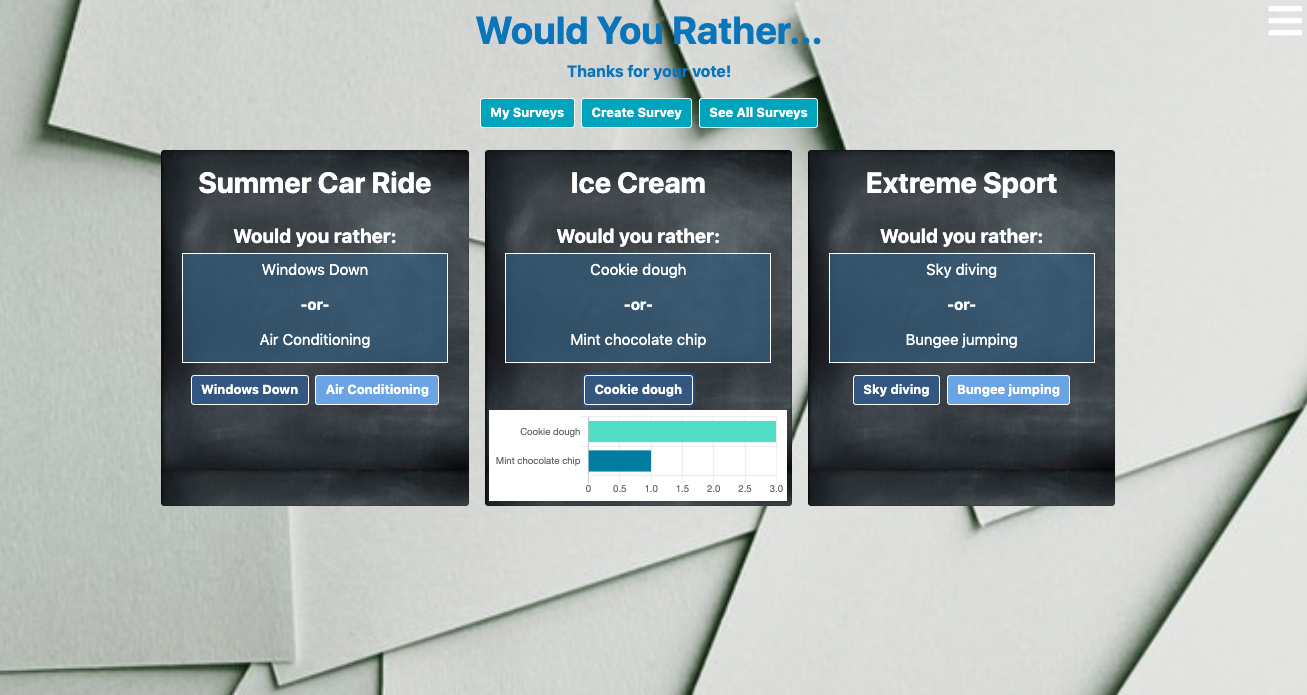 Would You Rather...
Thanks for your vote!
My Surveys Create Survey See All Surveys
Summer Car Ride
Would you rather:
Windows Down
-or-
Air Conditioning
Windows Down Air Conditioning
Ice Cream
Would you rather:
Cookie dough
-or-
Mint chocolate chip
Cookie dough
Cookie dough
Mint chocolate chip
0 0.5 1.0 1.5 2.0 2.5 3.0
Extreme Sport
Would you rather:
Sky diving
-or-
Bungee jumping
Sky diving Bungee jumping